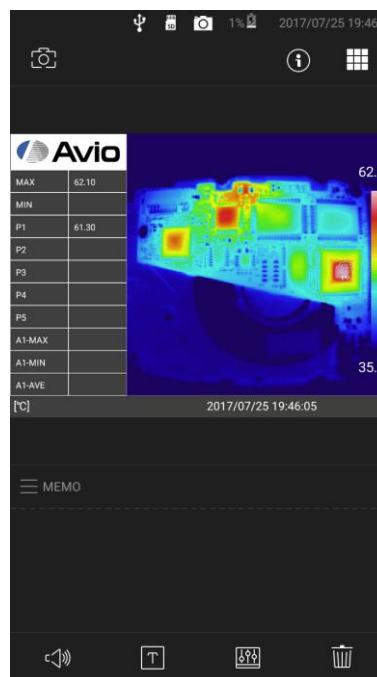 SD 1% 2017/07/25 19:46
Avio
62.
MAX 62.10
MIN
P1 61.30
P2
P3
P4
P5
A1-MAX
A1-MIN
35.
A1-AVE
[℃] 2017/07/25 19:46:05
MEMO
T